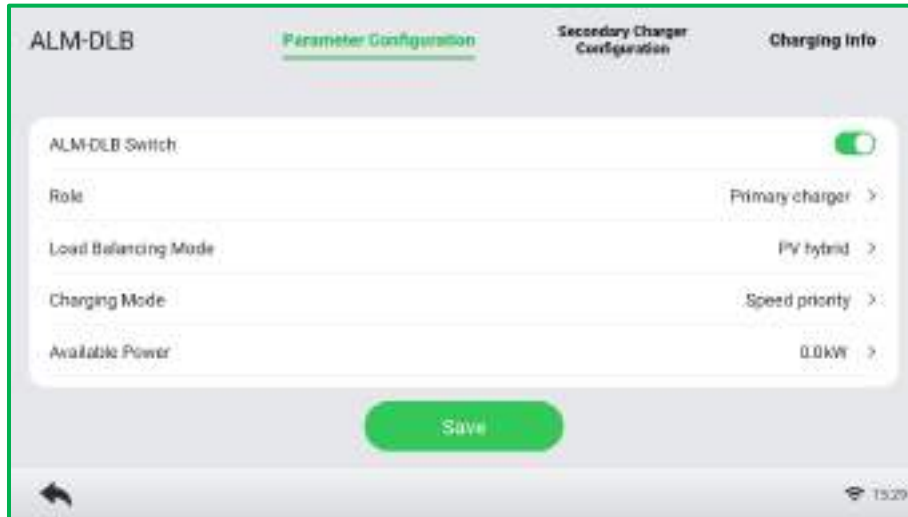 ALM-DLB
Parameter Configuration
Secondary Charger
Configuration
Charging Info
ALM-DLB Switch
Role
Primary charger >
Load Balancing Mode
PV hybrid >
Charging Mode
Speed priority >
Available Power
0.0kW >
Save
15:29